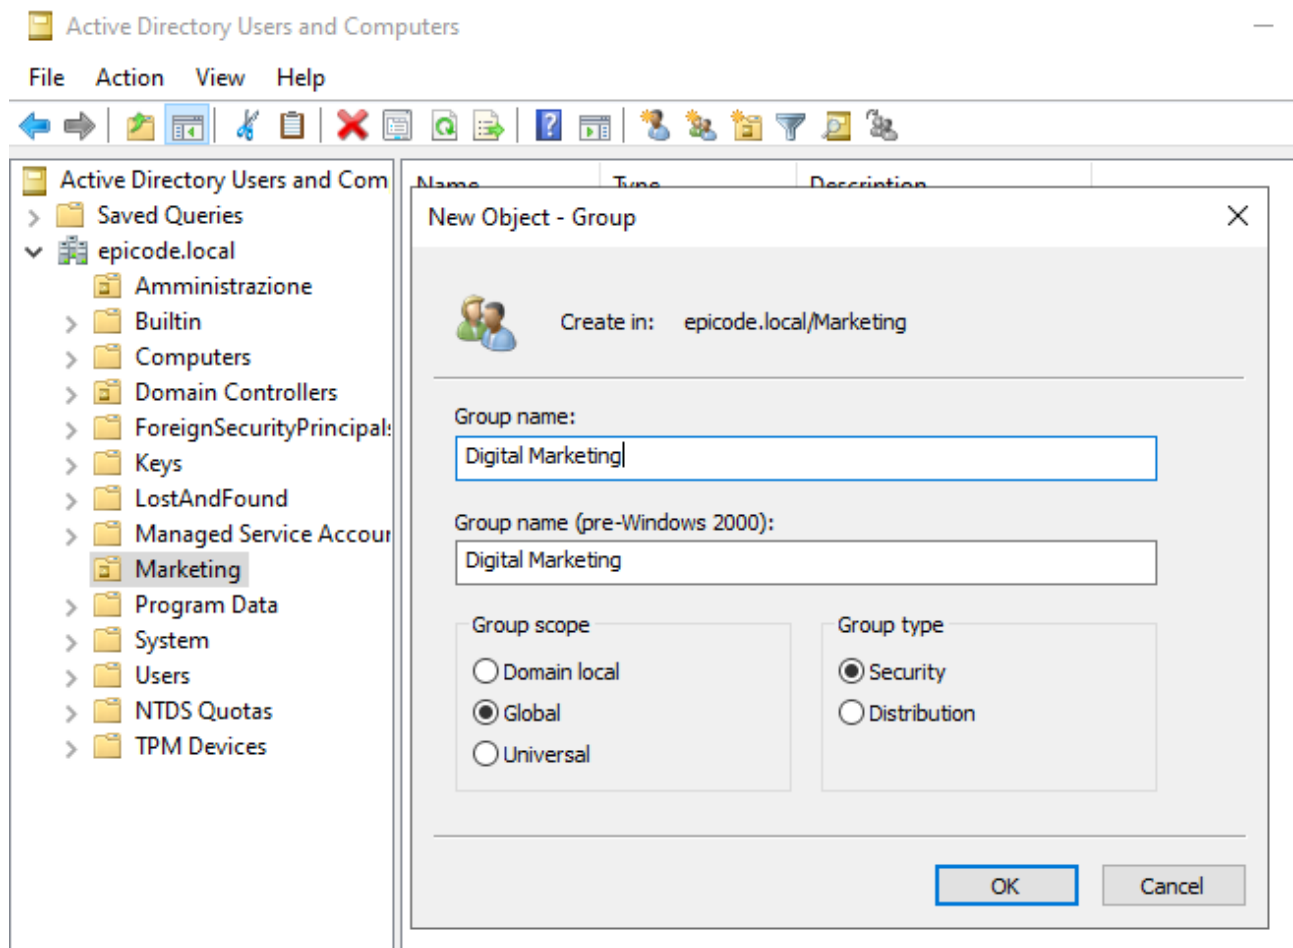 Active Directory Users and Computers
File Action View Help
Active Directory Users and Com
Saved Queries
epicode.local
Amministrazione
Builtin
Computers
Domain Controllers
ForeignSecurityPrincipals
Keys
LostAndFound
Managed Service Accour
Marketing
Program Data
System
Users
NTDS Quotas
TPM Devices
Name Type Description
New Object - Group
Create in: epicode.local/Marketing
Group name:
Digital Marketing
Group name (pre-Windows 2000):
Digital Marketing
Group scope
Domain local
Global
Universal
Group type
Security
Distribution
OK Cancel